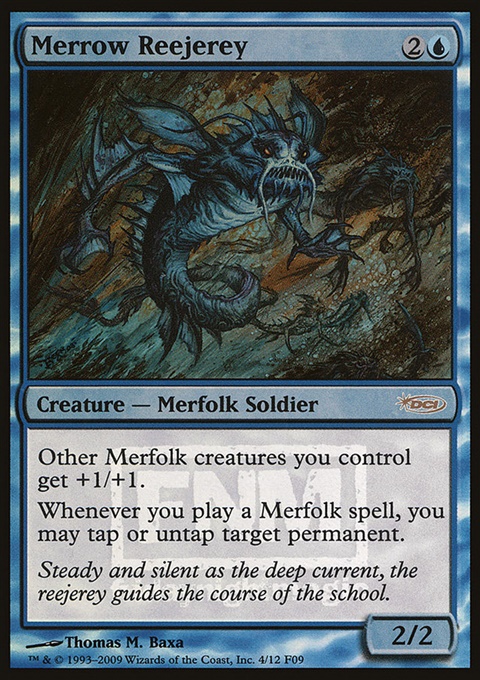 Merrow Reejerey 2
Creature — Merfolk Soldier DCI
Other Merfolk creatures you control
get +1/+1.
Whenever you play a Merfolk spell, you
may tap or untap target permanent.
Steady and silent as the deep current, the
reejerey guides the course of the school.
FNM
2/2
Thomas M. Baxa
™ & © 1993–2009 Wizards of the Coast, Inc. 4/12 F09